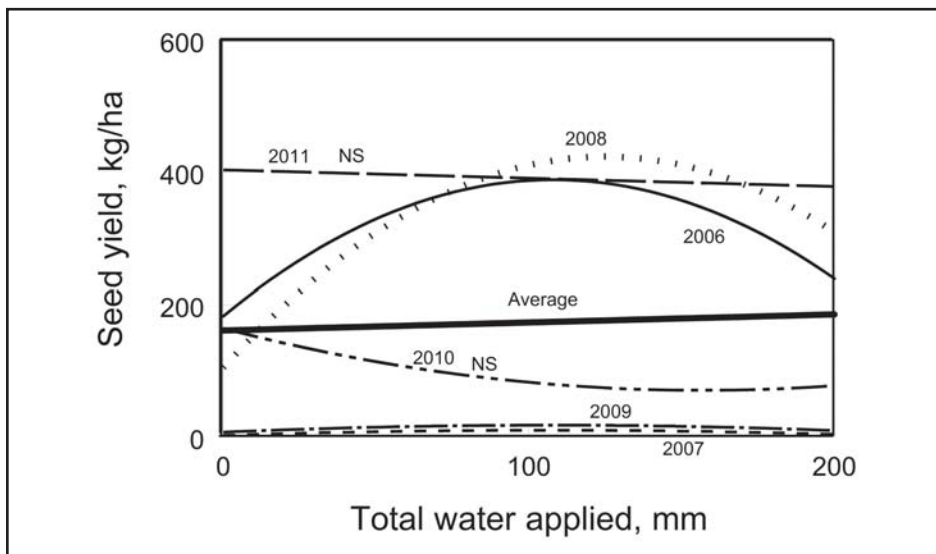 600
400
200
0
Seed yield, kg/ha
2011 NS
2008
2006
Average
2010 NS
2009
2007
0 100 200
Total water applied, mm